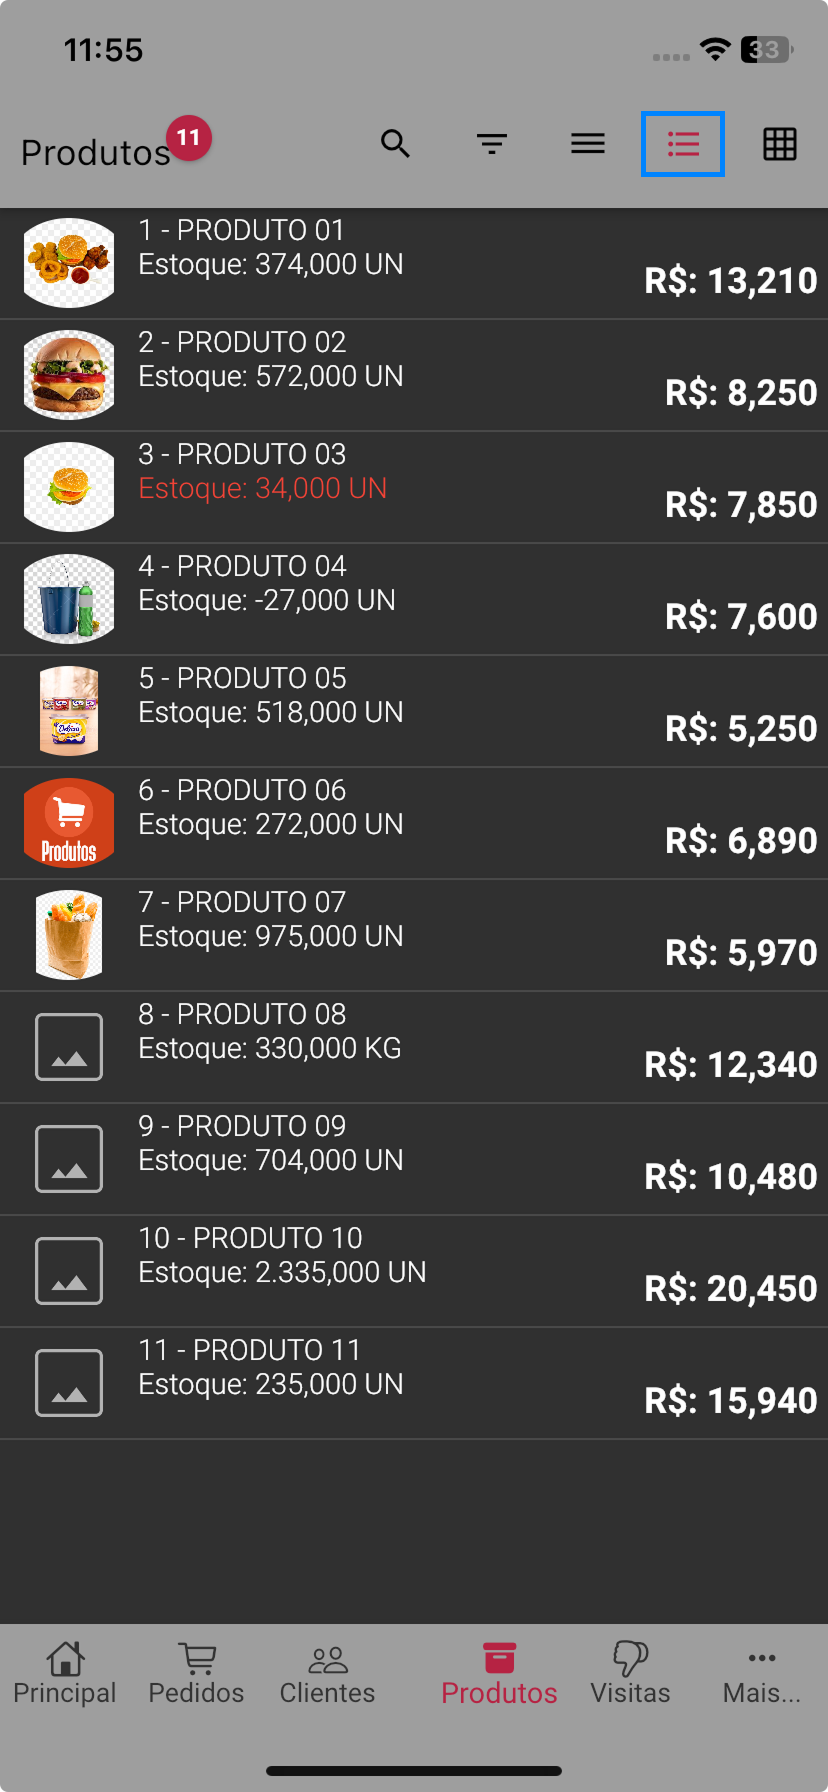 11:55
33
Produtos 11
1 - PRODUTO 01
Estoque: 374,000 UN
R$: 13,210
2 - PRODUTO 02
Estoque: 572,000 UN
R$: 8,250
3 - PRODUTO 03
Estoque: 34,000 UN
R$: 7,850
4 - PRODUTO 04
Estoque: -27,000 UN
R$: 7,600
5 - PRODUTO 05
Estoque: 518,000 UN
R$: 5,250
6 - PRODUTO 06
Estoque: 272,000 UN
Produtos
R$: 6,890
7 - PRODUTO 07
Estoque: 975,000 UN
R$: 5,970
8 - PRODUTO 08
Estoque: 330,000 KG
R$: 12,340
9 - PRODUTO 09
Estoque: 704,000 UN
R$: 10,480
10 - PRODUTO 10
Estoque: 2.335,000 UN
R$: 20,450
11 - PRODUTO 11
Estoque: 235,000 UN
R$: 15,940
Principal Pedidos Clientes Produtos Visitas Mais...